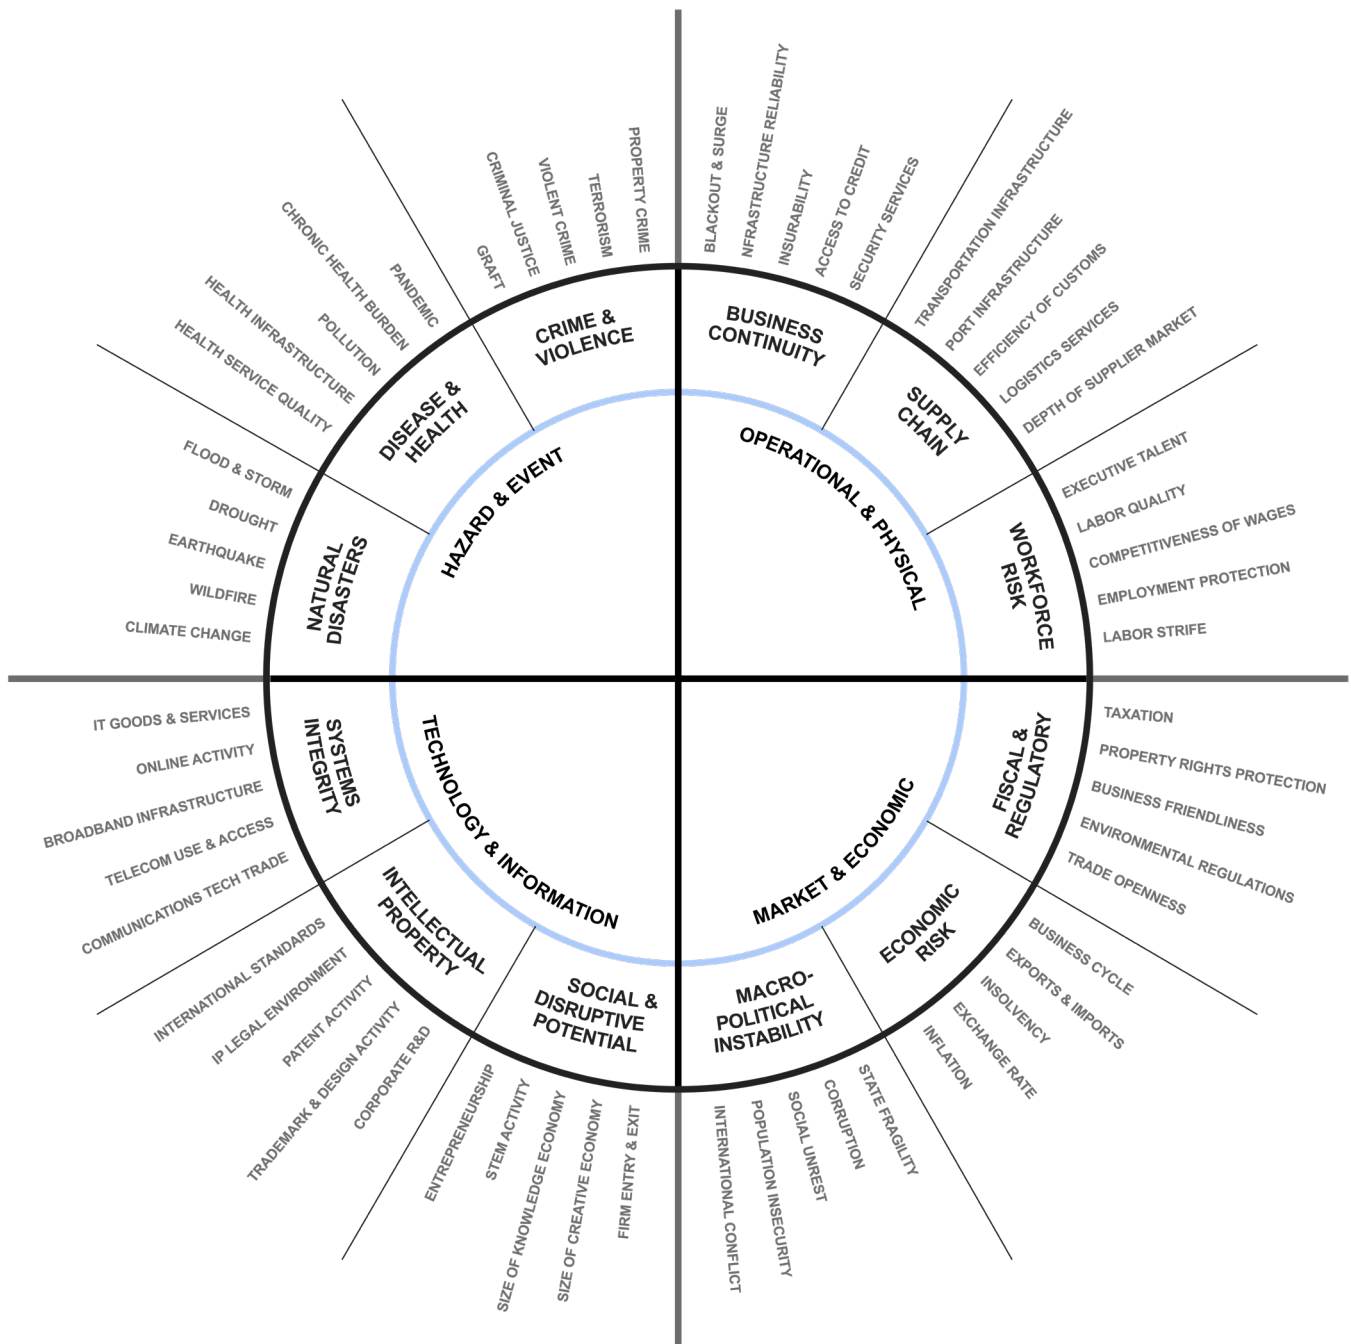 HAZARD & EVENT
CRIME &
VIOLENCE
PROPERTY CRIME
TERRORISM
VIOLENT CRIME
CRIMINAL JUSTICE
GRAFT
DISEASE &
HEALTH
PANDEMIC
CHRONIC HEALTH BURDEN
POLLUTION
HEALTH INFRASTRUCTURE
HEALTH SERVICE QUALITY
NATURAL
DISASTERS
FLOOD & STORM
DROUGHT
EARTHQUAKE
WILDFIRE
CLIMATE CHANGE
OPERATIONAL & PHYSICAL
BUSINESS
CONTINUITY
BLACKOUT & SURGE
NFRASTRUCTURE RELIABILITY
INSURABILITY
ACCESS TO CREDIT
SECURITY SERVICES
SUPPLY
CHAIN
TRANSPORTATION INFRASTRUCTURE
PORT INFRASTRUCTURE
EFFICIENCY OF CUSTOMS
LOGISTICS SERVICES
DEPTH OF SUPPLIER MARKET
WORKFORCE
RISK
EXECUTIVE TALENT
LABOR QUALITY
COMPETITIVENESS OF WAGES
EMPLOYMENT PROTECTION
LABOR STRIFE
MARKET & ECONOMIC
FISCAL &
REGULATORY
TAXATION
PROPERTY RIGHTS PROTECTION
BUSINESS FRIENDLINESS
ENVIRONMENTAL REGULATIONS
TRADE OPENNESS
ECONOMIC
RISK
BUSINESS CYCLE
EXPORTS & IMPORTS
INSOLVENCY
EXCHANGE RATE
INFLATION
MACRO-
POLITICAL
INSTABILITY
STATE FRAGILITY
CORRUPTION
SOCIAL UNREST
POPULATION INSECURITY
INTERNATIONAL CONFLICT
TECHNOLOGY & INFORMATION
SYSTEMS
INTEGRITY
IT GOODS & SERVICES
ONLINE ACTIVITY
BROADBAND INFRASTRUCTURE
TELECOM USE & ACCESS
COMMUNICATIONS TECH TRADE
INTELLECTUAL
PROPERTY
INTERNATIONAL STANDARDS
IP LEGAL ENVIRONMENT
PATENT ACTIVITY
TRADEMARK & DESIGN ACTIVITY
CORPORATE R&D
SOCIAL &
DISRUPTIVE
POTENTIAL
ENTREPRENEURSHIP
STEM ACTIVITY
SIZE OF KNOWLEDGE ECONOMY
SIZE OF CREATIVE ECONOMY
FIRM ENTRY & EXIT